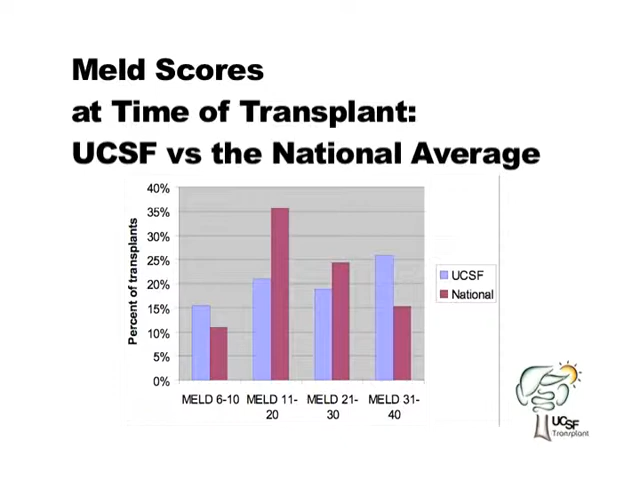 Meld Scores
at Time of Transplant:
UCSF vs the National Average
40%
35%
30%
25%
20%
15%
10%
5%
0%
Percent of transplants
MELD 6-10
MELD 11-
20
MELD 21-
30
MELD 31-
40
UCSF
National
UCSF
Transplant